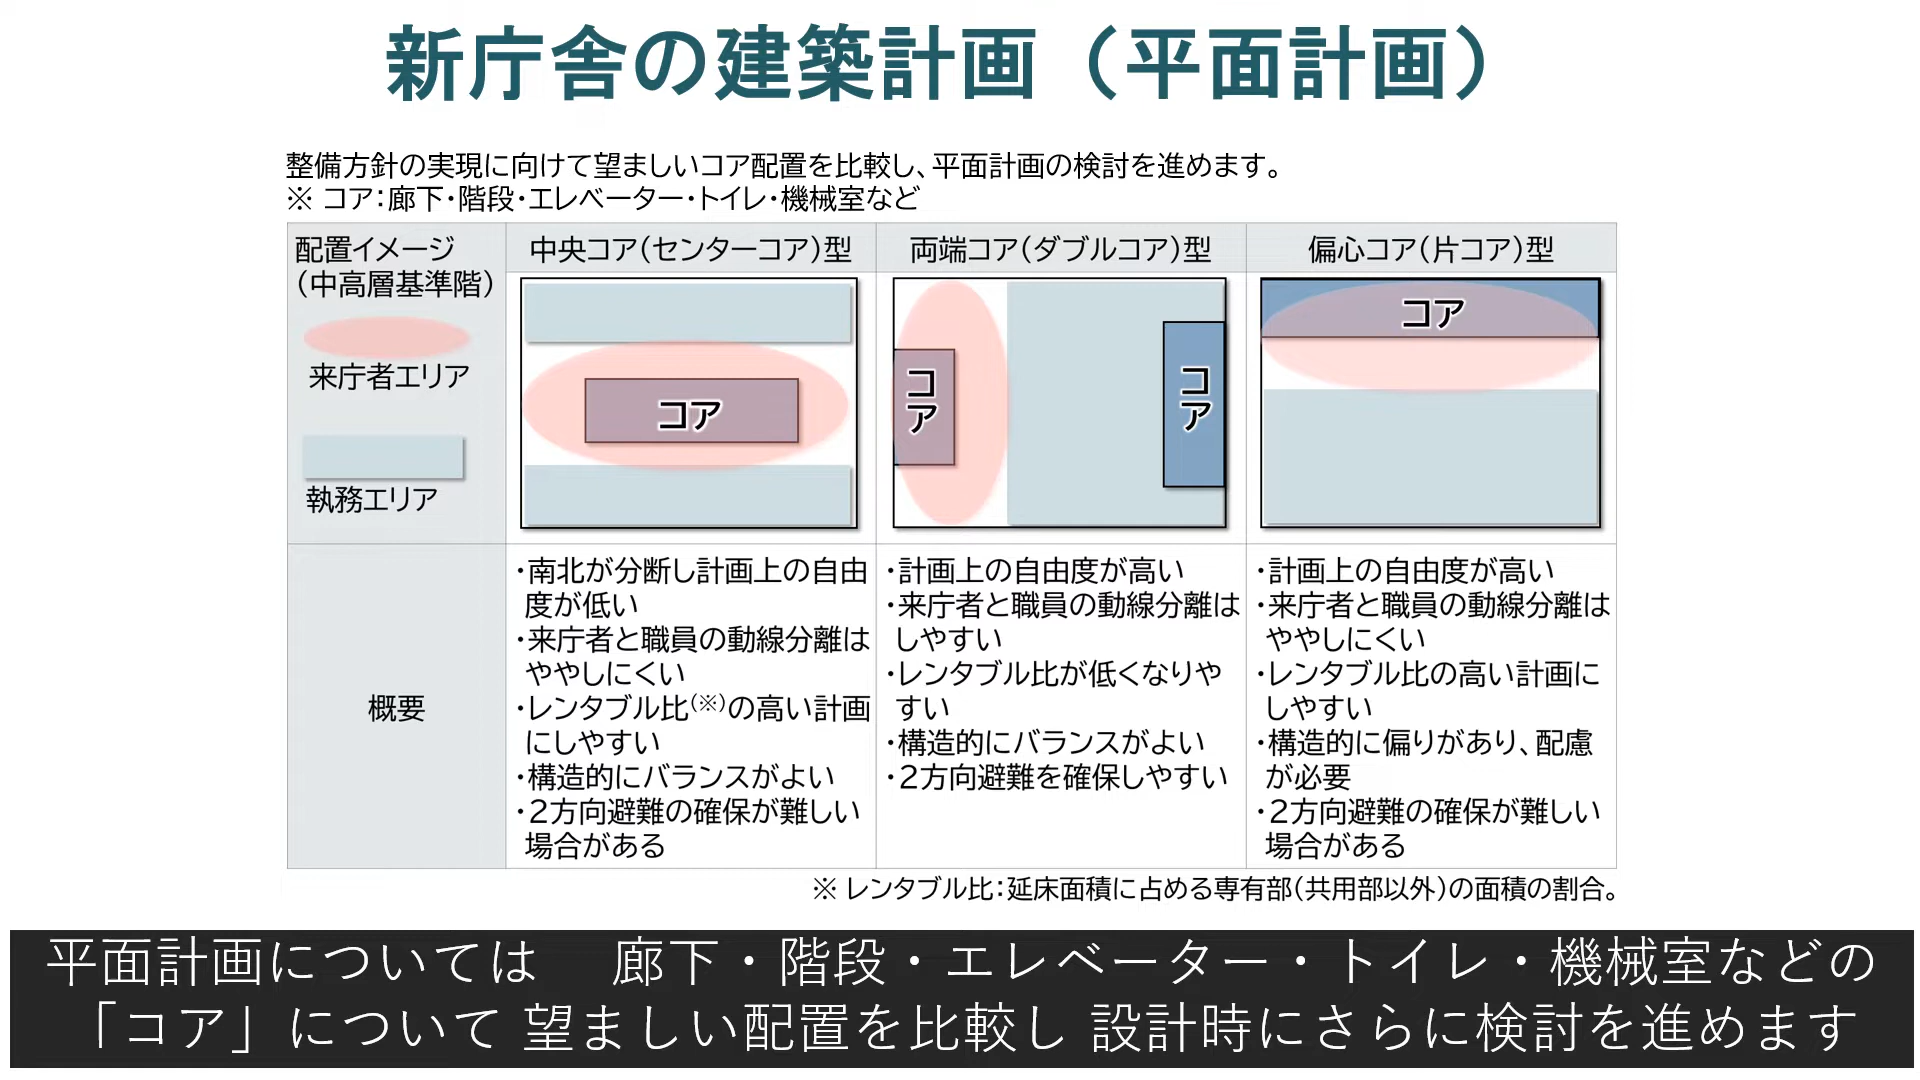 新庁舎の建築計画（平面計画）
整備方針の実現に向けて望ましいコア配置を比較し、平面計画の検討を進めます。
※ コア：廊下・階段・エレベーター・トイレ・機械室など
配置イメージ
（中高層基準階）
来庁者エリア
執務エリア
中央コア（センターコア）型
両端コア（ダブルコア）型
偏心コア（片コア）型
コア
コア
コア
コア
概要
・南北が分断し計画上の自由
度が低い
・来庁者と職員の動線分離は
ややしにくい
・レンタブル比(※)の高い計画
にしやすい
・構造的にバランスがよい
・２方向避難の確保が難しい
場合がある
・計画上の自由度が高い
・来庁者と職員の動線分離は
しやすい
・レンタブル比が低くなりや
すい
・構造的にバランスがよい
・２方向避難を確保しやすい
・計画上の自由度が高い
・来庁者と職員の動線分離は
ややしにくい
・レンタブル比の高い計画に
しやすい
・構造的に偏りがあり、配慮
が必要
・２方向避難の確保が難しい
場合がある
※ レンタブル比：延床面積に占める専有部（共用部以外）の面積の割合。
平面計画については　廊下・階段・エレベーター・トイレ・機械室などの
「コア」について 望ましい配置を比較し 設計時にさらに検討を進めます